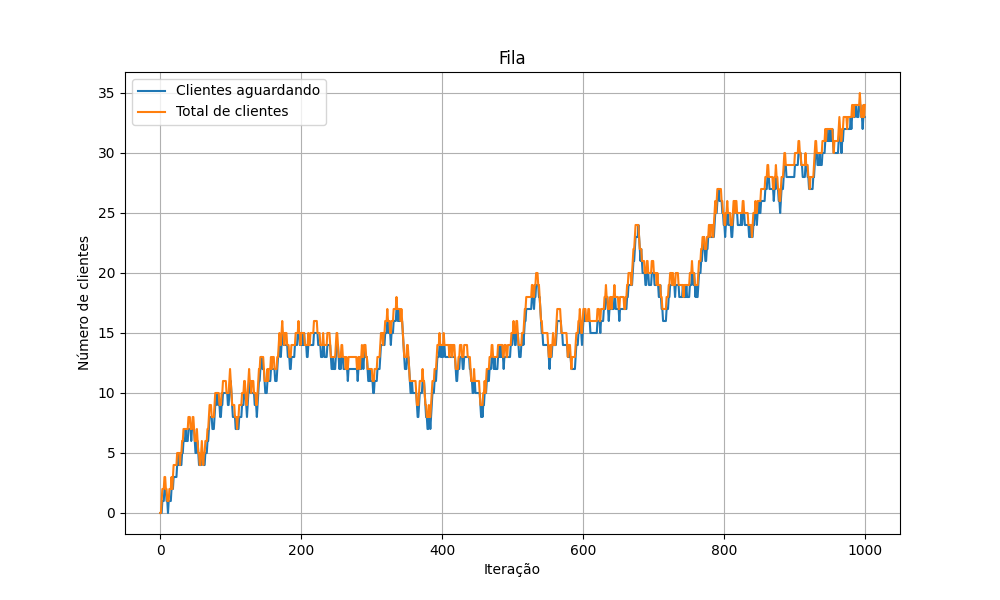 Fila
Clientes aguardando
Total de clientes
35
30
25
20
15
10
5
0
Número de clientes
0 200 400 600 800 1000
Iteração